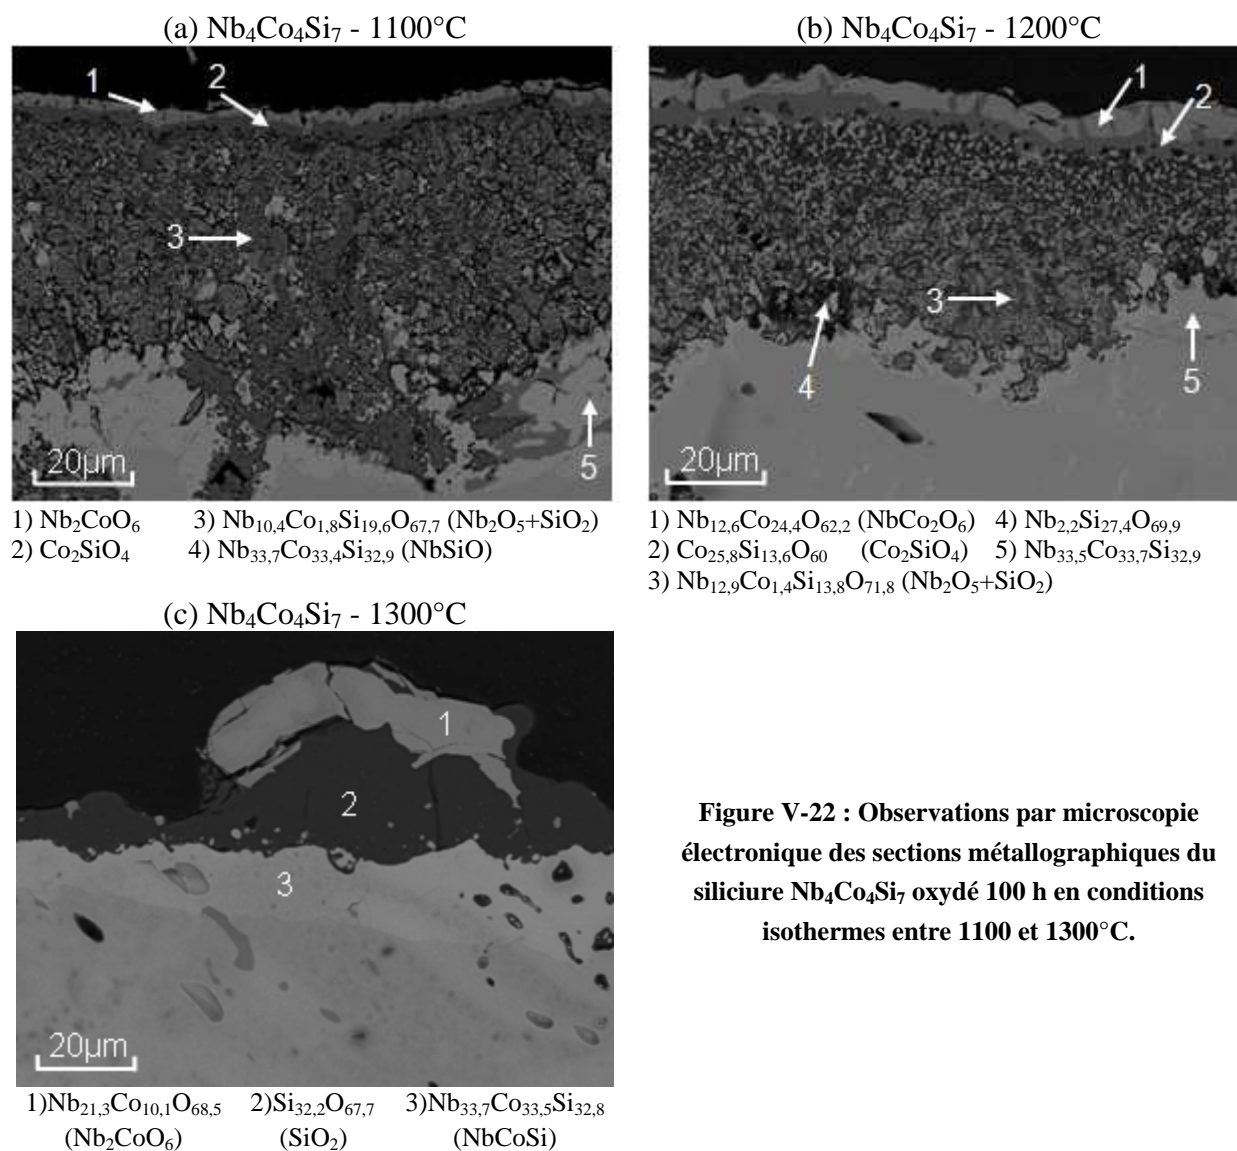 (a) Nb4Co4Si7 - 1100°C
1 2
3
5
20µm
1) Nb2CoO6 3) Nb10,4Co1,8Si19,6O67,7 (Nb2O5+SiO2)
2) Co2SiO4 4) Nb33,7Co33,4Si32,9 (NbSiO)
(b) Nb4Co4Si7 - 1200°C
1
2
3
4 5
20µm
1) Nb12,6Co24,4O62,2 (NbCo2O6) 4) Nb2,2Si27,4O69,9
2) Co25,8Si13,6O60 (Co2SiO4) 5) Nb33,5Co33,7Si32,9
3) Nb12,9Co1,4Si13,8O71,8 (Nb2O5+SiO2)
(c) Nb4Co4Si7 - 1300°C
1
2
3
20µm
1)Nb21,3Co10,1O68,5 2)Si32,2O67,7 3)Nb33,7Co33,5Si32,8
(Nb2CoO6) (SiO2) (NbCoSi)
Figure V-22 : Observations par microscopie
électronique des sections métallographiques du
siliciure Nb4Co4Si7 oxydé 100 h en conditions
isothermes entre 1100 et 1300°C.